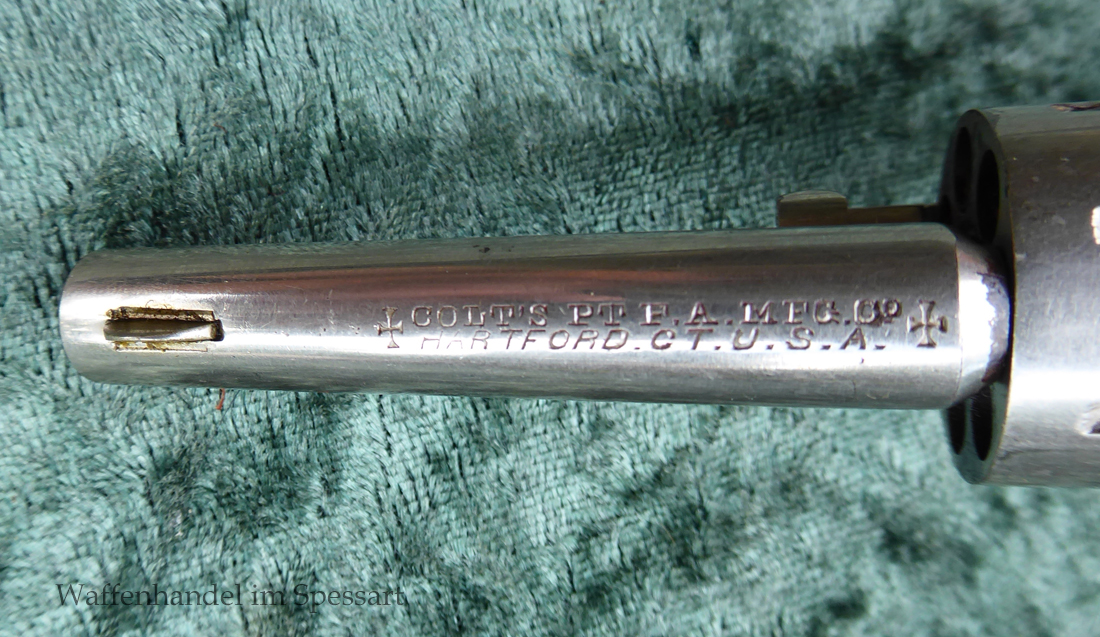 ✠ COLT'S PT F.A. MFG. Co ✠
HARTFORD. CT. U.S.A.
Waffenhandel im Spessart